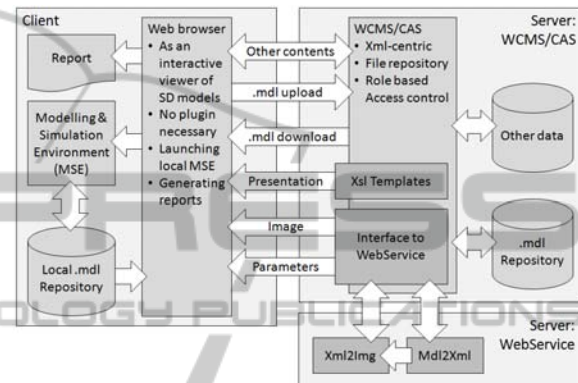 Client
Server:
WCMS/CAS
Report
Modelling &
Simulation
Environment
(MSE)
Local .mdl
Repository
Web browser
• As an
interactive
viewer of
SD models
• No plugin
necessary
• Launching
local MSE
• Generating
reports
Other contents
.mdl upload
.mdl download
Presentation
Image
Parameters
WCMS/CAS
• Xml-centric
• File repository
• Role based
Access control
Xsl Templates
Interface to
WebService
Other data
.mdl
Repository
Server:
WebService
Xml2Img
Mdl2Xml
PRESS
OLOGY PUBLICATIONS